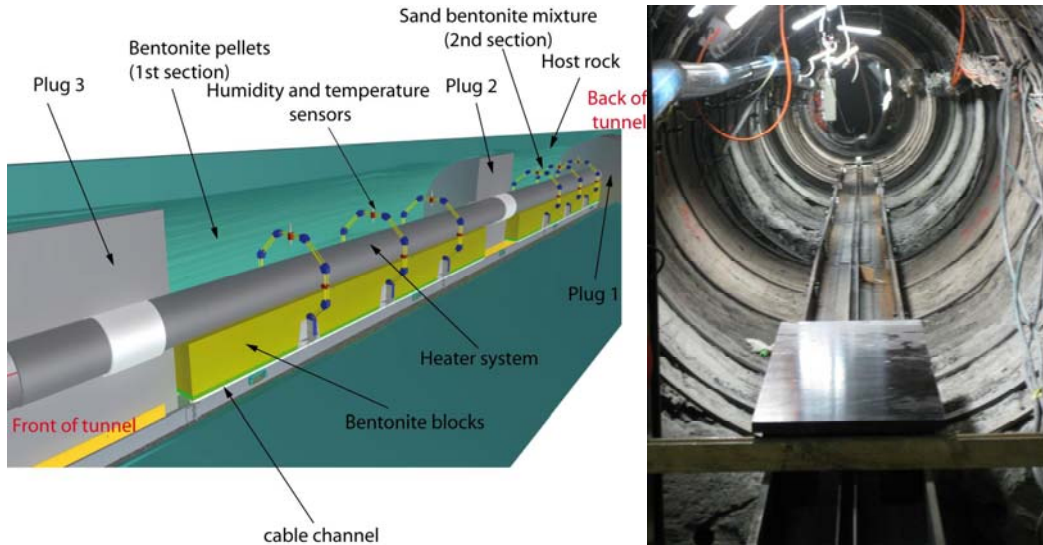 Sand bentonite mixture
(2nd section)
Bentonite pellets
(1st section)
Host rock
Plug 3
Humidity and temperature
sensors
Plug 2
Back of
tunnel
Plug 1
Heater system
Front of tunnel
Bentonite blocks
cable channel